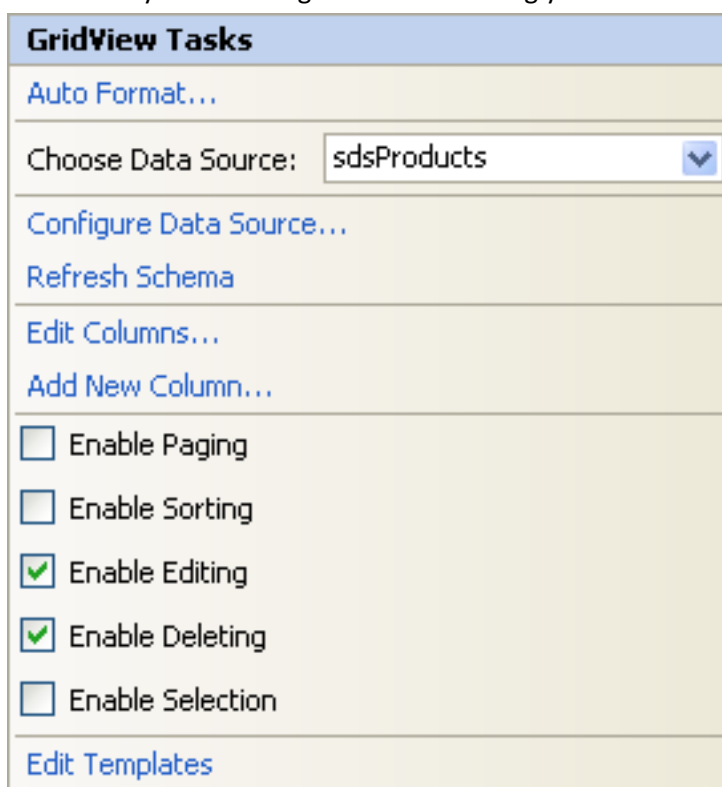 GridView Tasks
Auto Format...
Choose Data Source: sdsProducts
Configure Data Source...
Refresh Schema
Edit Columns...
Add New Column...
Enable Paging
Enable Sorting
Enable Editing
Enable Deleting
Enable Selection
Edit Templates